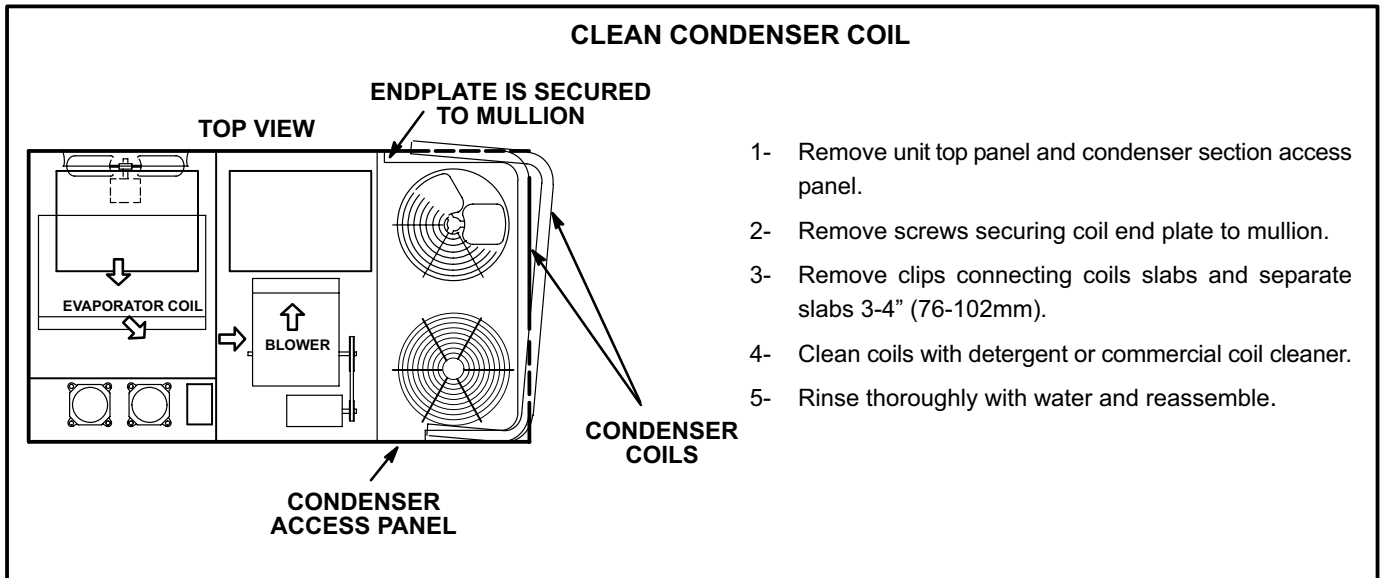 CLEAN CONDENSER COIL
ENDPLATE IS SECURED
TO MULLION
TOP VIEW
EVAPORATOR COIL
BLOWER
CONDENSER
COILS
CONDENSER
ACCESS PANEL
1- Remove unit top panel and condenser section access
panel.
2- Remove screws securing coil end plate to mullion.
3- Remove clips connecting coils slabs and separate
slabs 3-4” (76-102mm).
4- Clean coils with detergent or commercial coil cleaner.
5- Rinse thoroughly with water and reassemble.